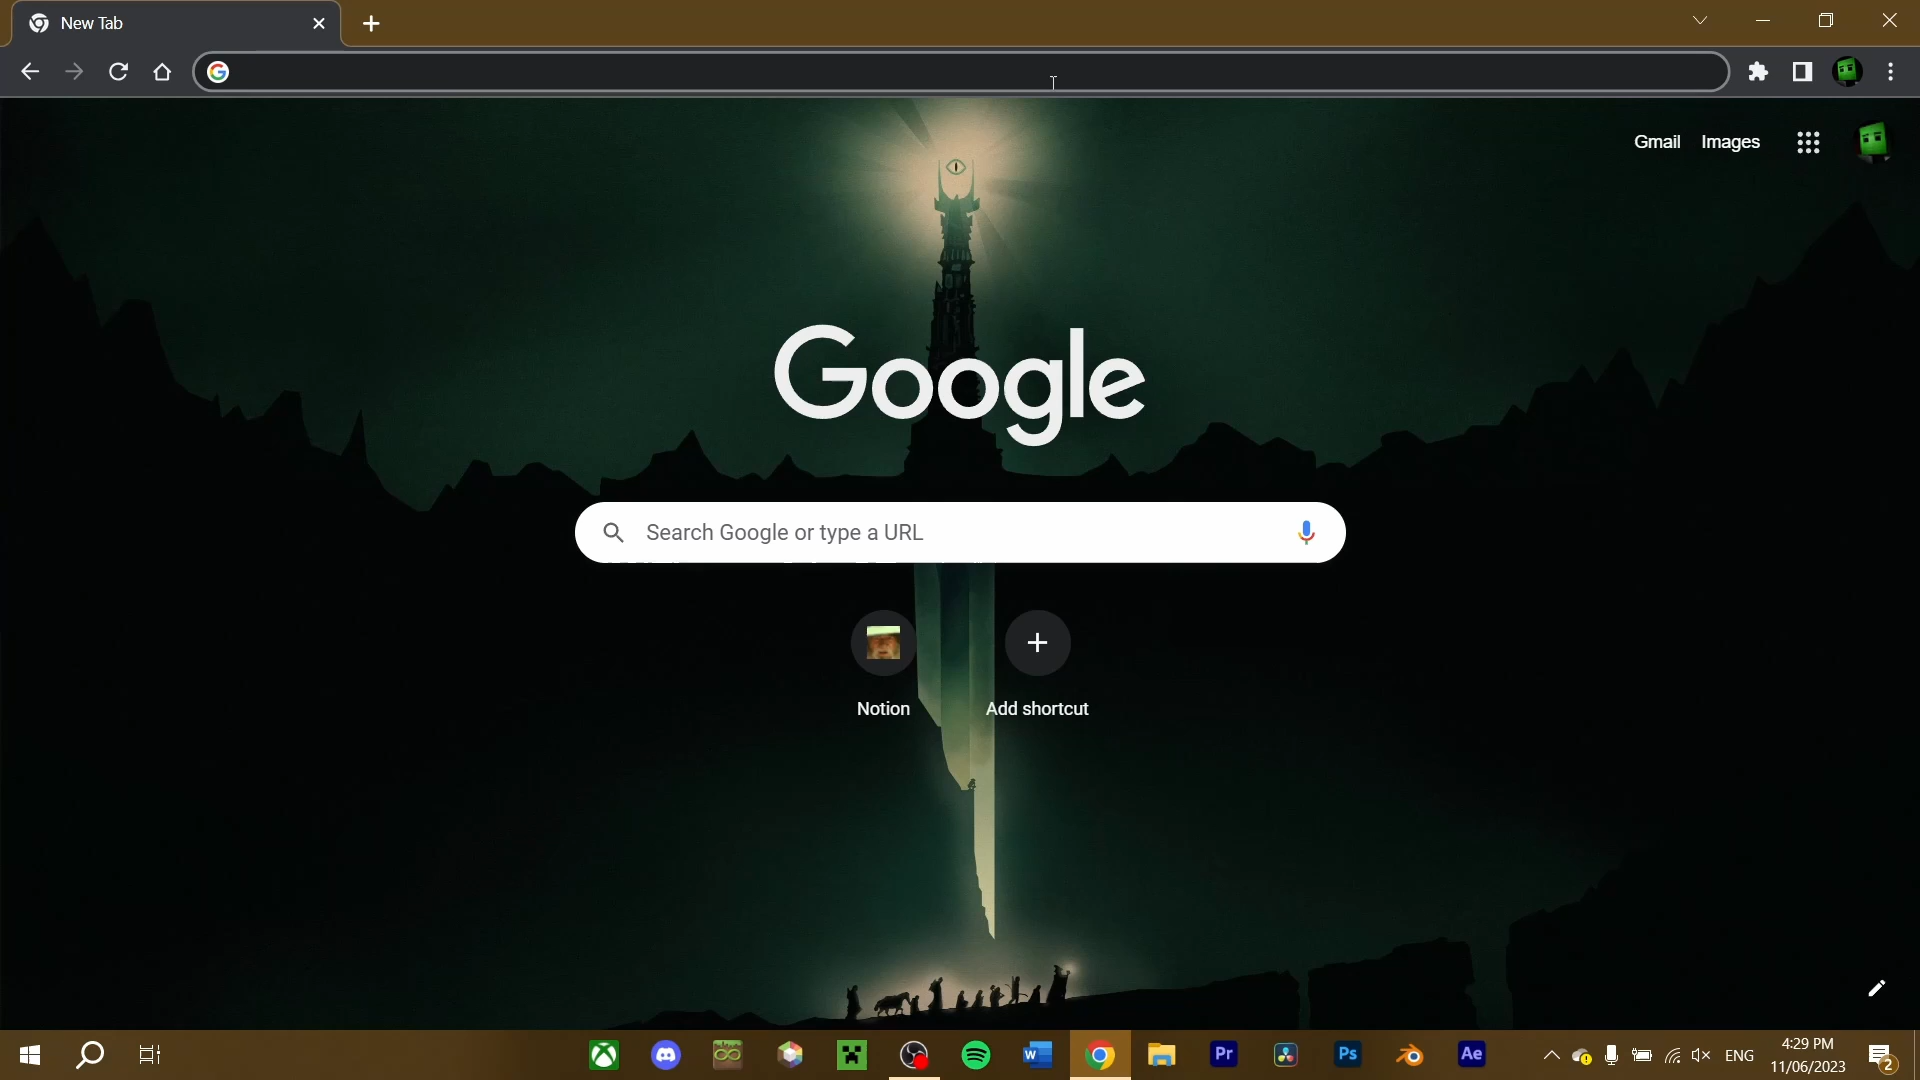 New Tab
Gmail Images
Google
Search Google or type a URL
Notion
Add shortcut
W
Pr
Ps
Ae
ENG
4:29 PM
11/06/2023
2